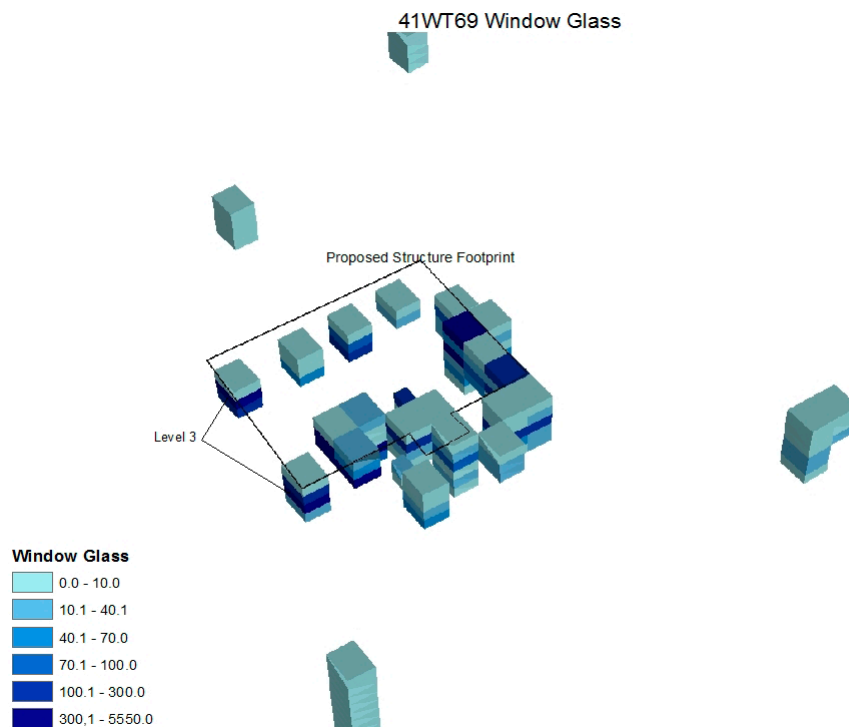 41WT69 Window Glass
Proposed Structure Footprint
Level 3
Window Glass
0.0 - 10.0
10.1 - 40.1
40.1 - 70.0
70.1 - 100.0
100.1 - 300.0
300,1 - 5550.0